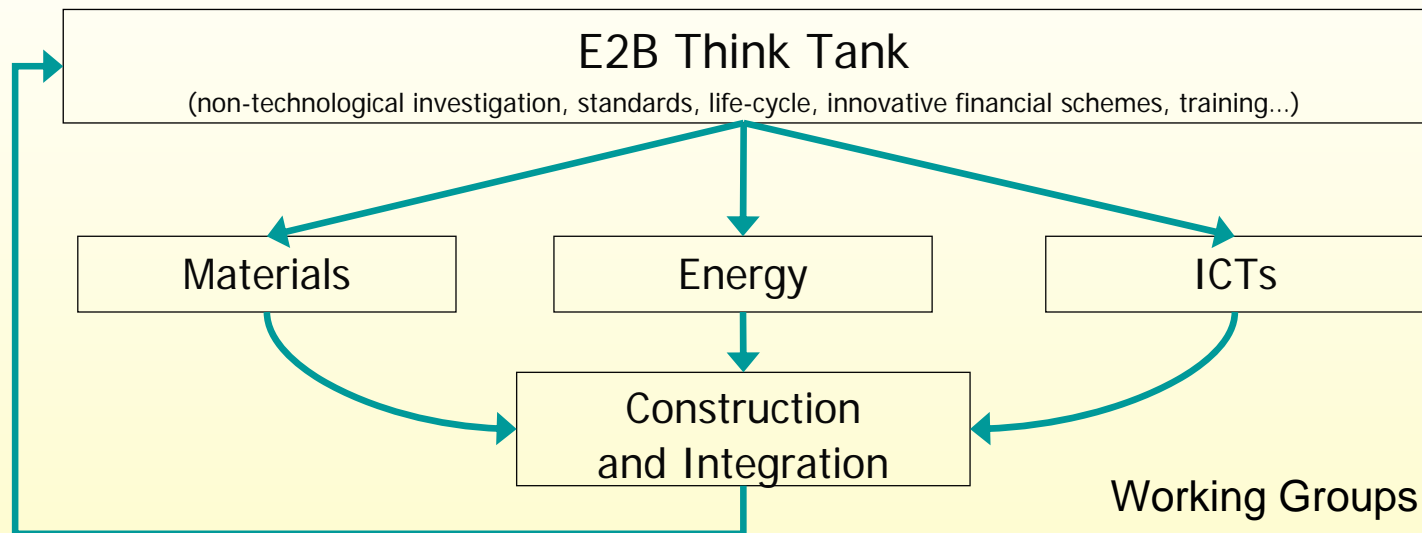 E2B Think Tank
(non-technological investigation, standards, life-cycle, innovative financial schemes, training...)
Materials
Energy
ICTs
Construction
and Integration
Working Groups